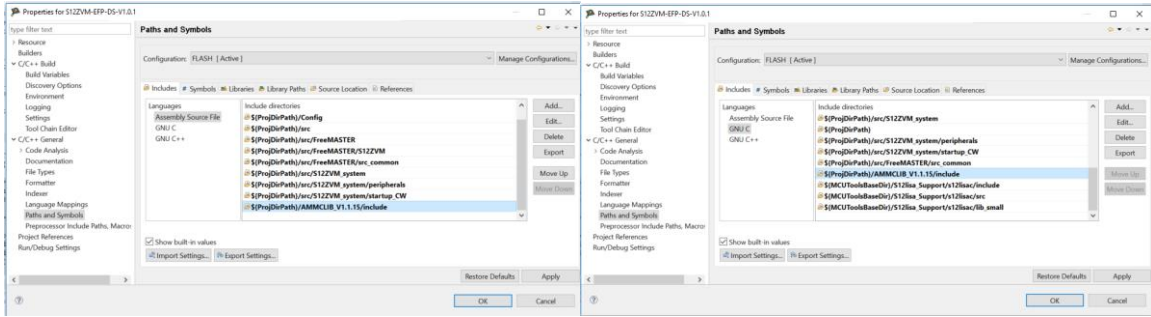 Properties for S12ZVM-EFP-DS-V1.0.1
type filter text
Resource
Builders
C/C++ Build
Build Variables
Discovery Options
Environment
Logging
Settings
Tool Chain Editor
C/C++ General
Code Analysis
Documentation
File Types
Formatter
Indexer
Language Mappings
Paths and Symbols
Preprocessor Include Paths, Macro
Project References
Run/Debug Settings
Paths and Symbols
Configuration: FLASH [ Active ]
Manage Configurations...
Includes # Symbols Libraries Library Paths Source Location References
Languages
Assembly Source File
GNU C
GNU C++
Include directories
${ProjDirPath}/Config
${ProjDirPath}/src
${ProjDirPath}/src/FreeMASTER
${ProjDirPath}/src/FreeMASTER/S12ZVM
${ProjDirPath}/src/FreeMASTER/src_common
${ProjDirPath}/src/S12ZVM_system
${ProjDirPath}/src/S12ZVM_system/peripherals
${ProjDirPath}/src/S12ZVM_system/startup_CW
${ProjDirPath}/AMMCLIB_V1.1.15/include
Add...
Edit...
Delete
Export
Move Up
Move Down
Show built-in values
Import Settings... Export Settings...
Restore Defaults Apply
OK Cancel
Properties for S12ZVM-EFP-DS-V1.0.1
type filter text
Resource
Builders
C/C++ Build
Build Variables
Discovery Options
Environment
Logging
Settings
Tool Chain Editor
C/C++ General
Code Analysis
Documentation
File Types
Formatter
Indexer
Language Mappings
Paths and Symbols
Preprocessor Include Paths, Macro
Project References
Run/Debug Settings
Paths and Symbols
Configuration: FLASH [ Active ]
Manage Configurations...
Includes # Symbols Libraries Library Paths Source Location References
Languages
Assembly Source File
GNU C
GNU C++
Include directories
${ProjDirPath}/src/S12ZVM_system
${ProjDirPath}
${ProjDirPath}/src/S12ZVM_system/peripherals
${ProjDirPath}/src/S12ZVM_system/startup_CW
${ProjDirPath}/src/FreeMASTER/src_common
${ProjDirPath}/AMMCLIB_V1.1.15/include
${MCUToolsBaseDir}/S12lisa_Support/s12lisac/include
${MCUToolsBaseDir}/S12lisa_Support/s12lisac/src
${MCUToolsBaseDir}/S12lisa_Support/s12lisac/lib_small
Add...
Edit...
Delete
Export
Move Up
Move Down
Show built-in values
Import Settings... Export Settings...
Restore Defaults Apply
OK Cancel